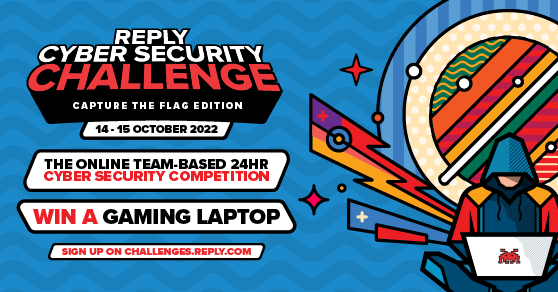 REPLY
CYBER SECURITY
CHALLENGE
CAPTURE THE FLAG EDITION
14 - 15 OCTOBER 2022
THE ONLINE TEAM-BASED 24HR
CYBER SECURITY COMPETITION
WIN A GAMING LAPTOP
SIGN UP ON CHALLENGES.REPLY.COM